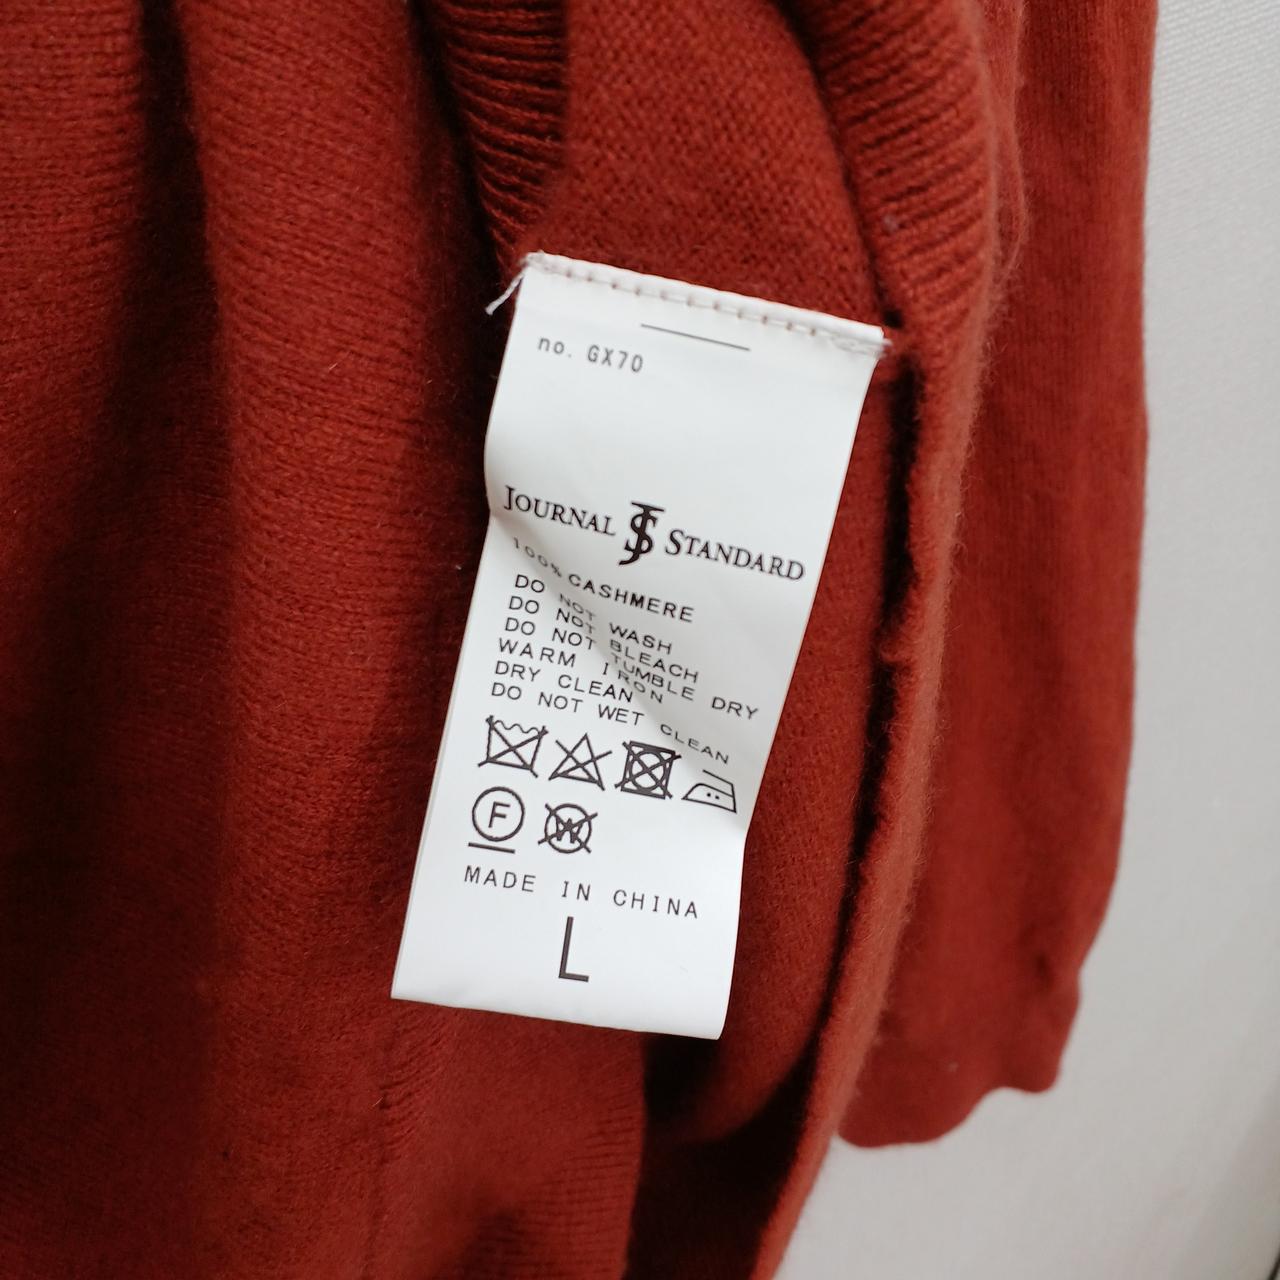 no. GX70
JOURNAL JS STANDARD
100% CASHMERE
DO NOT WASH
DO NOT BLEACH
DO NOT TUMBLE DRY
WARM IRON
DRY CLEAN
DO NOT WET CLEAN
F W
MADE IN CHINA
L